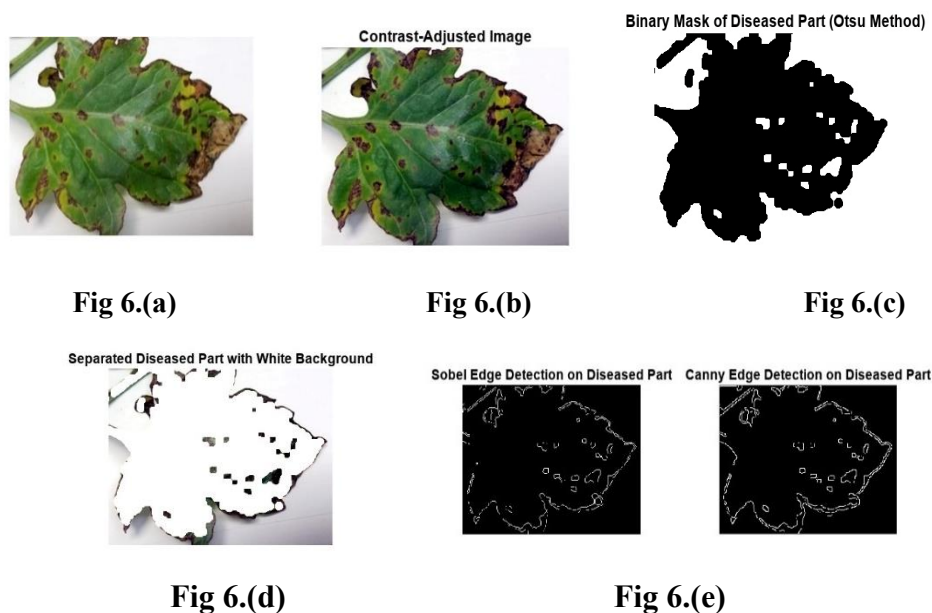 Contrast-Adjusted Image
Binary Mask of Diseased Part (Otsu Method)
Fig 6.(a)
Fig 6.(b)
Fig 6.(c)
Separated Diseased Part with White Background
Sobel Edge Detection on Diseased Part
Canny Edge Detection on Diseased Part
Fig 6.(d)
Fig 6.(e)